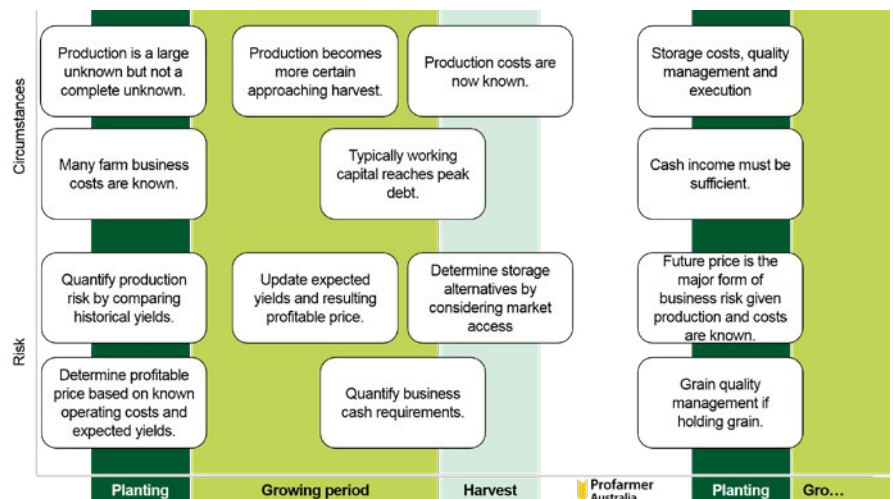 Circumstances
Production is a large
unknown but not a
complete unknown.
Production becomes
more certain
approaching harvest.
Production costs are
now known.
Storage costs, quality
management and
execution
Many farm business
costs are known.
Typically working
capital reaches peak
debt.
Cash income must be
sufficient.
Risk
Quantify production
risk by comparing
historical yields.
Update expected
yields and resulting
profitable price.
Determine storage
alternatives by
considering market
access
Future price is the
major form of
business risk given
production and costs
are known.
Determine profitable
price based on known
operating costs and
expected yields.
Quantify business
cash requirements.
Grain quality
management if
holding grain.
Planting
Growing period
Harvest
Profarmer
Australia
Planting
Gro...